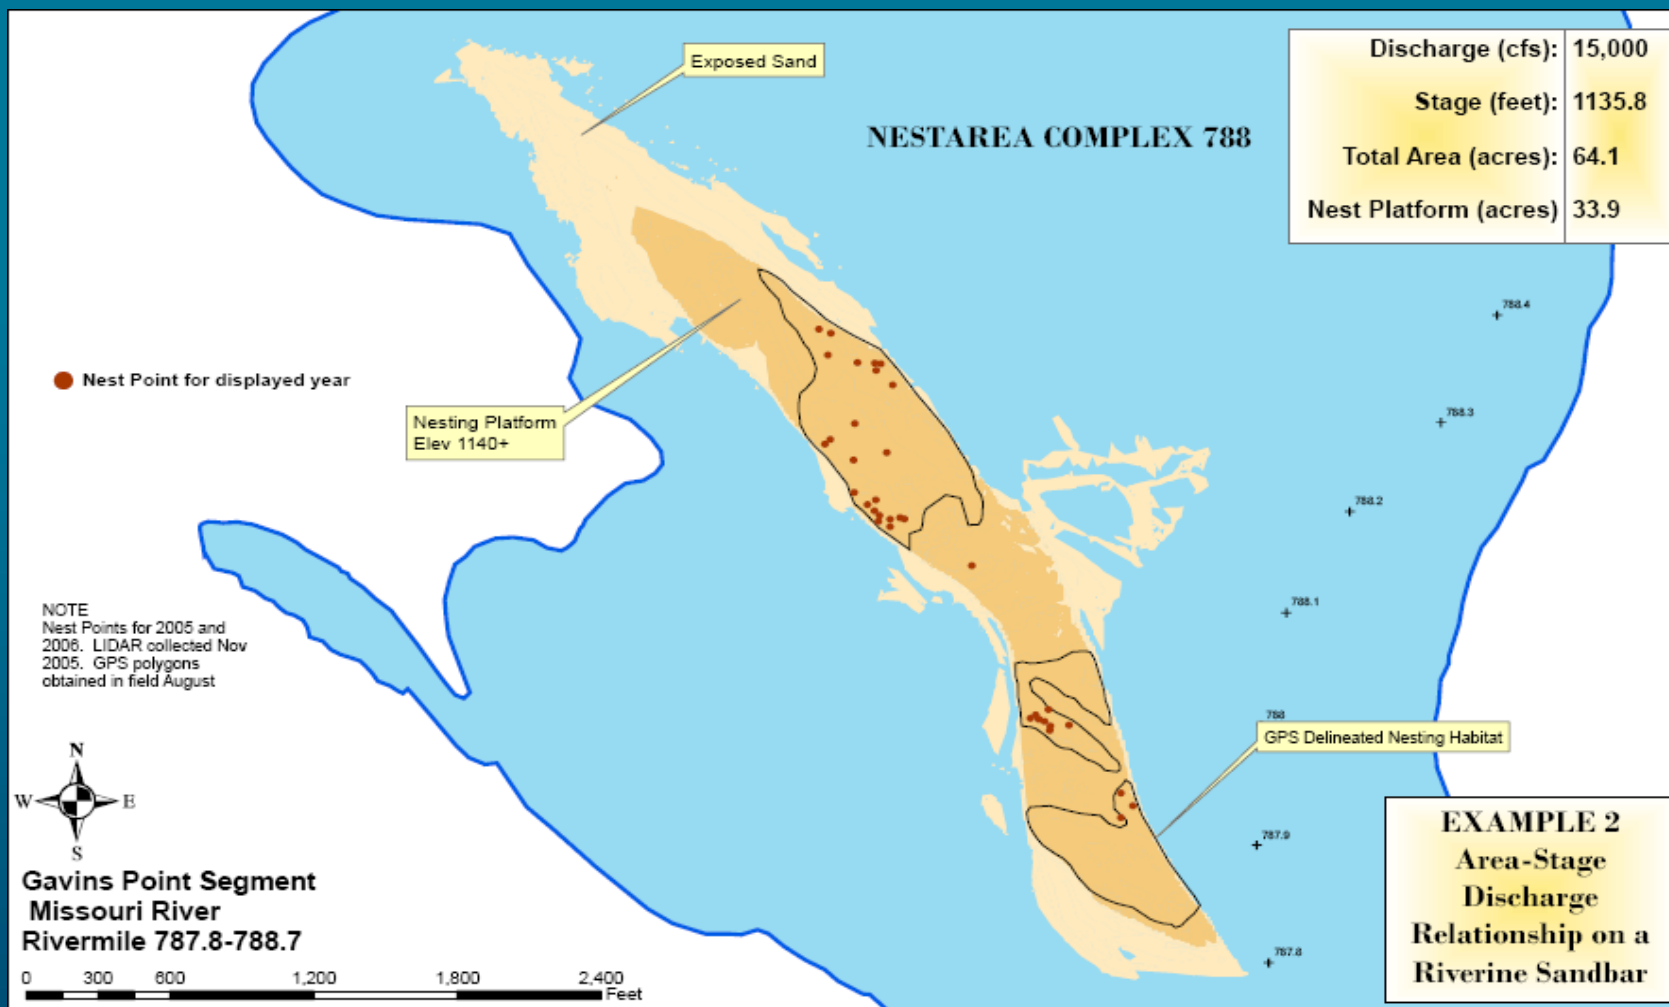 Exposed Sand
NESTAREA COMPLEX 788
Discharge (cfs): 15,000
Stage (feet): 1135.8
Total Area (acres): 64.1
Nest Platform (acres) 33.9
788.4
Nest Point for displayed year
Nesting Platform
Elev 1140+
788.3
788.2
788.1
NOTE
Nest Points for 2005 and
2006. LIDAR collected Nov
2005. GPS polygons
obtained in field August
788
GPS Delineated Nesting Habitat
N
W E
S
787.9
787.8
Gavins Point Segment
Missouri River
Rivermile 787.8-788.7
0 300 600 1,200 1,800 2,400
Feet
EXAMPLE 2
Area-Stage
Discharge
Relationship on a
Riverine Sandbar